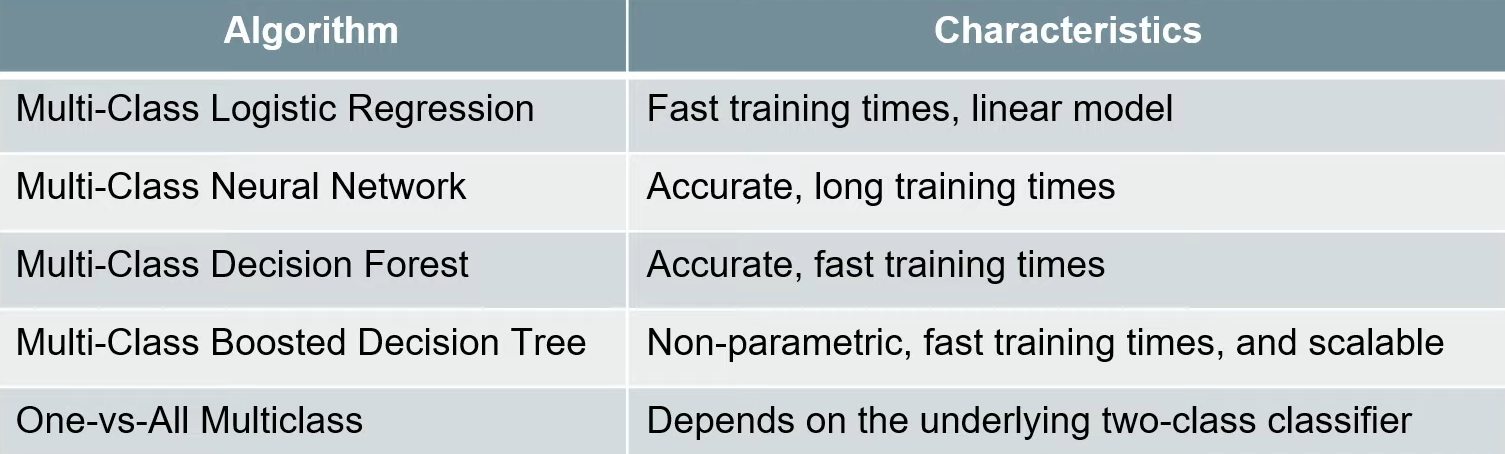 Algorithm Characteristics
Multi-Class Logistic Regression Fast training times, linear model
Multi-Class Neural Network Accurate, long training times
Multi-Class Decision Forest Accurate, fast training times
Multi-Class Boosted Decision Tree Non-parametric, fast training times, and scalable
One-vs-All Multiclass Depends on the underlying two-class classifier